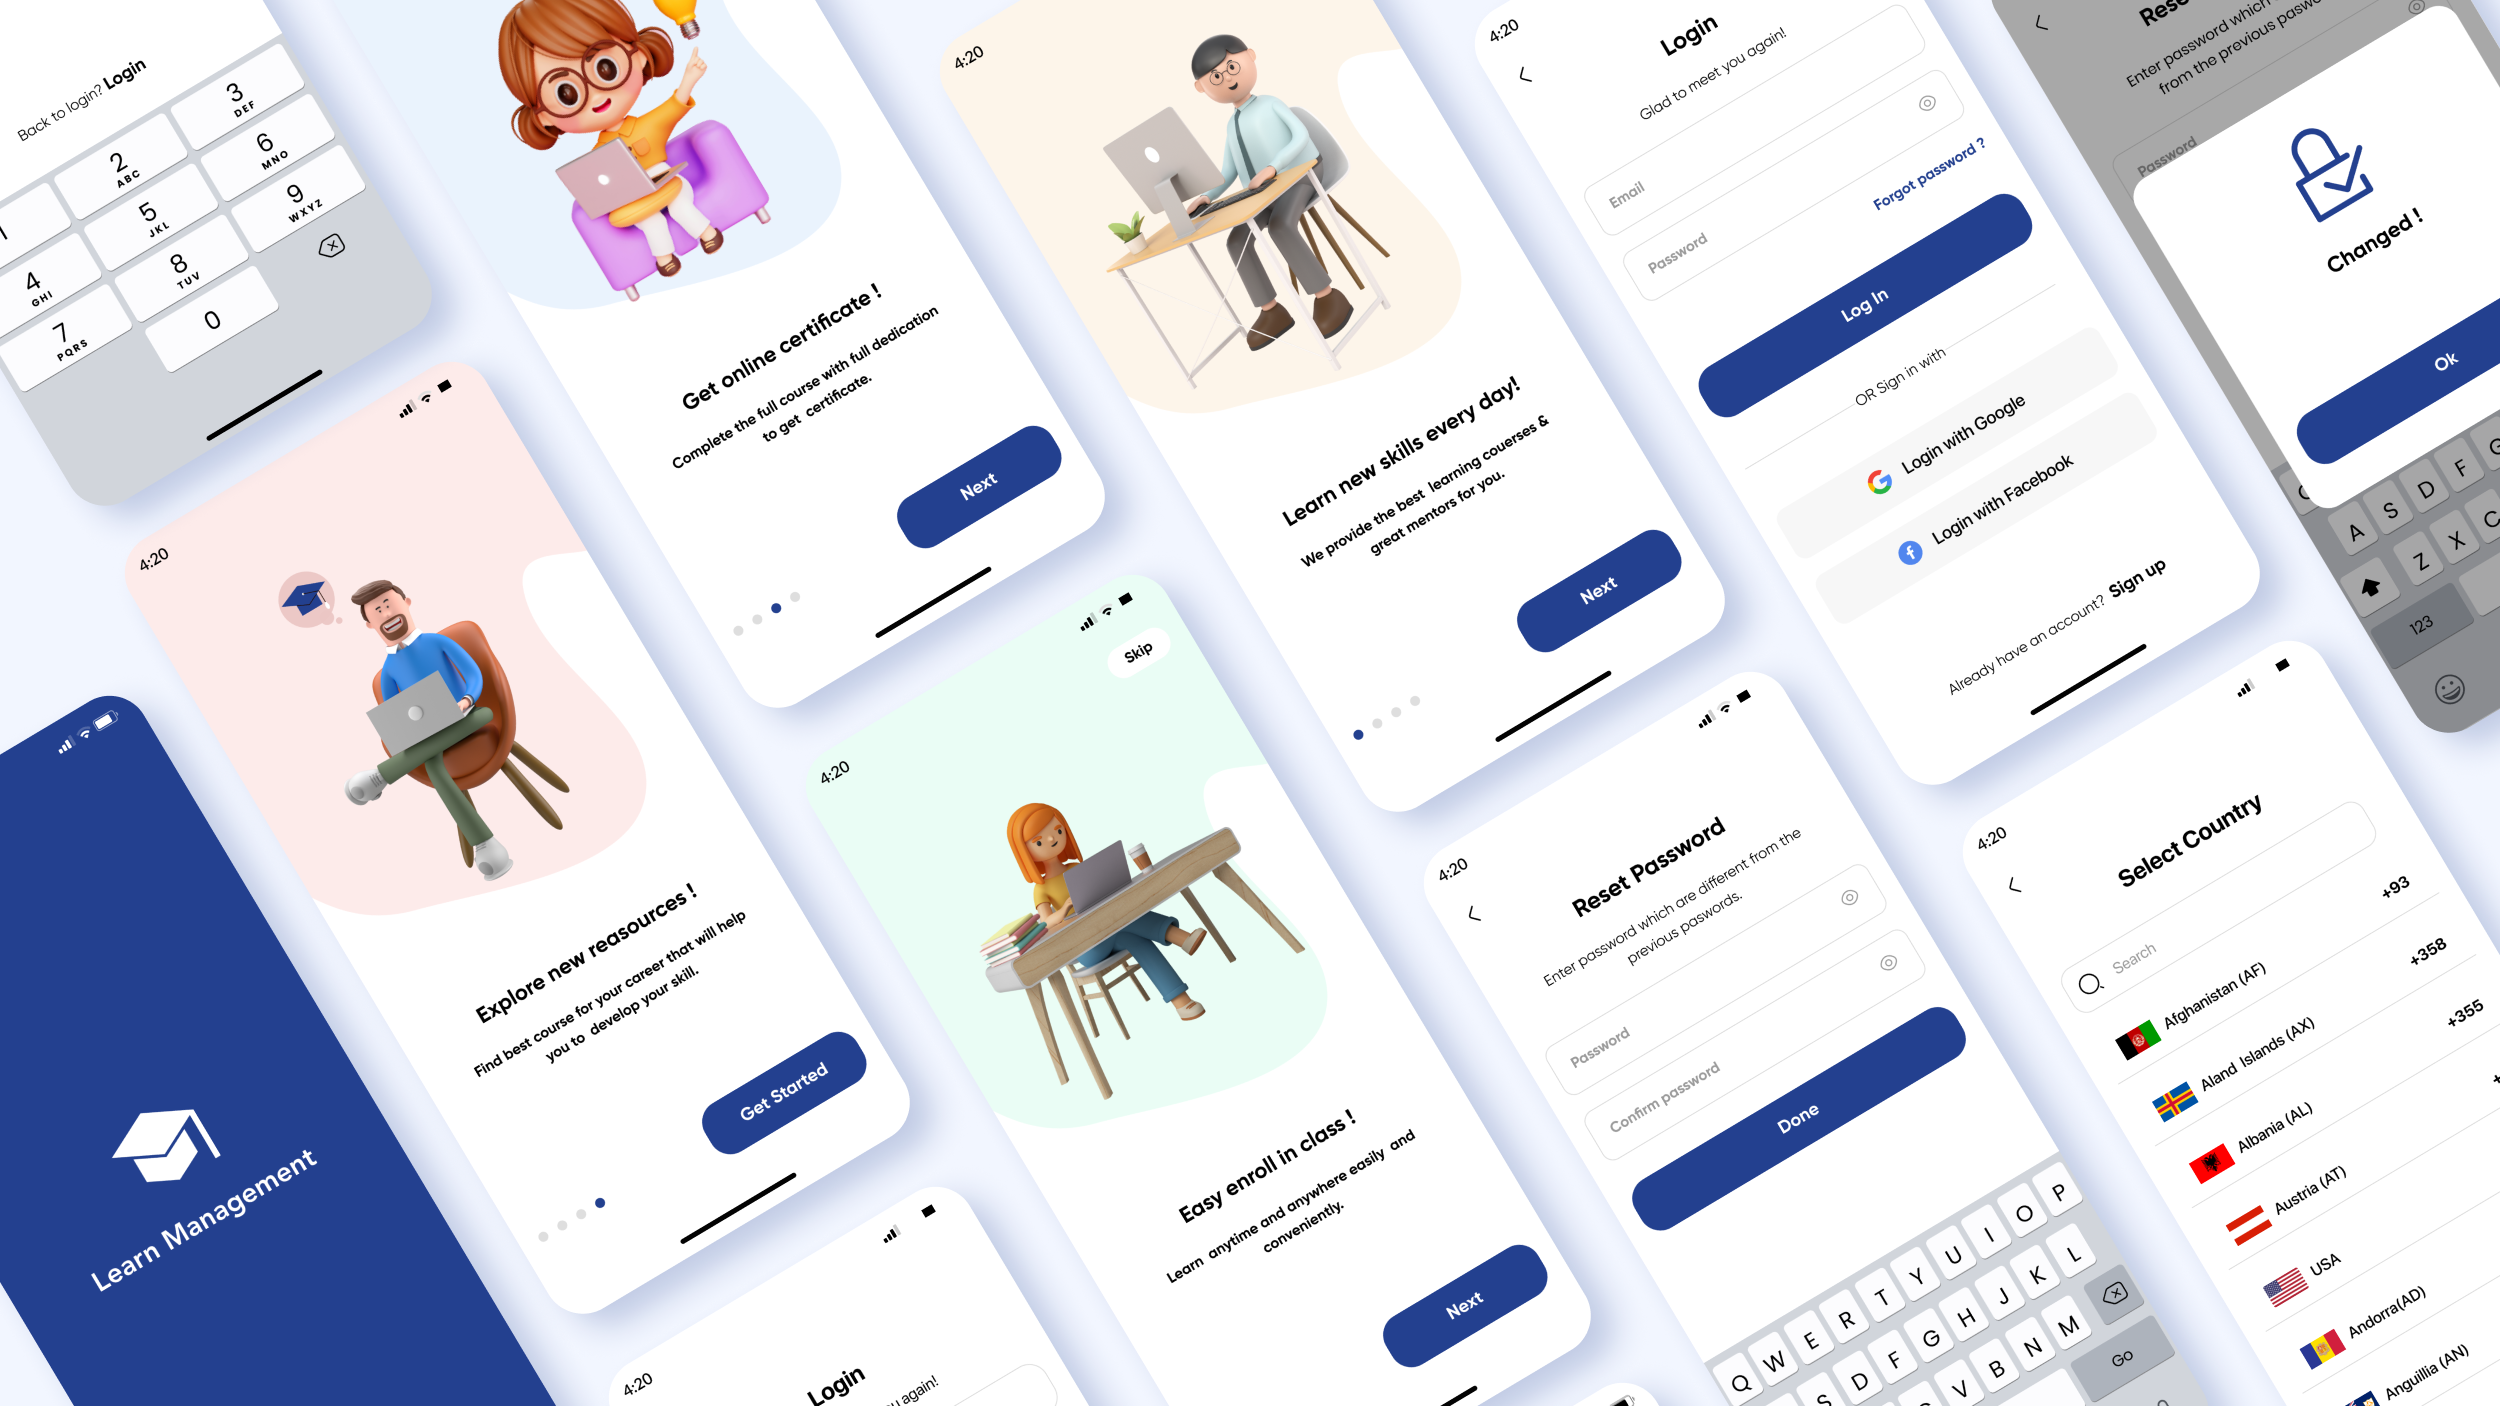 Back to login? Login
2
ABC
3
DEF
4
GHI
5
JKL
6
MNO
7
PQRS
8
TUV
9
WXYZ
0
Get online certificate !
Complete the full course with full dedication
to get certificate.
Next
4:20
Learn new skills every day!
We provide the best learning couerses &
great mentors for you.
Next
4:20
Login
Glad to meet you again!
Email
Password
Forgot password ?
Log In
OR Sign in with
Login with Google
Login with Facebook
Already have an account? Sign up
Enter password which
from the previous pasw
Password
Changed !
Ok
A S D F G
Z X C
123
Learn Management
4:20
Explore new reasources !
Find best course for your career that will help
you to develop your skill.
Get Started
4:20
Skip
Easy enroll in class !
Learn anytime and anywhere easily and
conveniently.
Next
4:20
Login
again!
4:20
Reset Password
Enter password which are different from the
previous paswords.
Password
Confirm password
Done
Q W E R T Y U I O P
S D F G H J K L
V B N M
Go
4:20
Select Country
Search
Afghanistan (AF) +93
Aland Islands (AX) +358
Albania (AL) +355
Austria (AT)
USA
Andorra(AD)
Anguillia (AN)